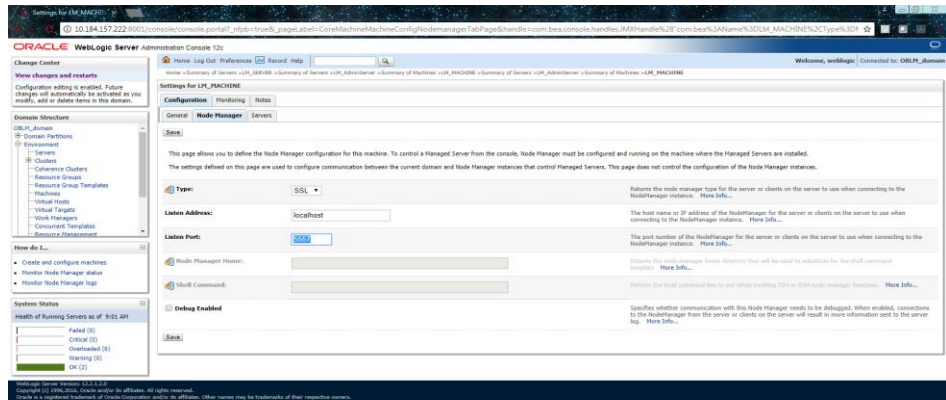 Settings for LM_MACHI
10.184.157.222:8001/console/console.portal?_nfpb=true&_pageLabel=CoreMachineMachineConfigNodemanagerTabPage&handle=com.bea.console.handles.JMXHandle%28"com.bea%3AName%3DLM_MACHINE%2CType%3DM
ORACLE WebLogic Server Administration Console 12c
Change Center
View changes and restarts
Configuration editing is enabled. Future
changes will automatically be activated as you
modify, add or delete items in this domain.
Domain Structure
OBLM_domain
Domain Partitions
Environment
Servers
Clusters
Coherence Clusters
Resource Groups
Resource Group Templates
Machines
Virtual Hosts
Virtual Targets
Work Managers
Concurrent Templates
Resource Management
How do I...
Create and configure machines
Monitor Node Manager status
Monitor Node Manager logs
System Status
Health of Running Servers as of 9:01 AM
Failed (0)
Critical (0)
Overloaded (0)
Warning (0)
OK (2)
Home Log Out Preferences Record Help
Welcome, weblogic Connected to: OBLM_domain
Home >Summary of Servers >LM_SERVER >Summary of Servers >LM_AdminServer >Summary of Machines >LM_MACHINE >Summary of Servers >LM_AdminServer >Summary of Machines >LM_MACHINE
Settings for LM_MACHINE
Configuration Monitoring Notes
General Node Manager Servers
Save
This page allows you to define the Node Manager configuration for this machine. To control a Managed Server from the console, Node Manager must be configured and running on the machine where the Managed Servers are installed.
The settings defined on this page are used to configure communication between the current domain and Node Manager instances that control Managed Servers. This page does not control the configuration of the Node Manager instances.
Type: SSL Returns the node manager type for the server or clients on the server to use when connecting to the
NodeManager instance. More Info...
Listen Address: localhost The host name or IP address of the NodeManager for the server or clients on the server to use when
connecting to the NodeManager instance. More Info...
Listen Port: 5557 The port number of the NodeManager for the server or clients on the server to use when connecting to the
NodeManager instance. More Info...
Node Manager Home: Returns the node manager home directory that will be used to substitute for the shell command
template More Info...
Shell Command: Returns the local command line to use when invoking SSH or RSH node manager functions. More Info...
Debug Enabled Specifies whether communication with this Node Manager needs to be debugged. When enabled, connections
to the NodeManager from the server or clients on the server will result in more information sent to the server
log. More Info...
Save
WebLogic Server Version: 12.2.1.2.0
Copyright (c) 1996,2016, Oracle and/or its affiliates. All rights reserved.
Oracle is a registered trademark of Oracle Corporation and/or its affiliates. Other names may be trademarks of their respective owners.